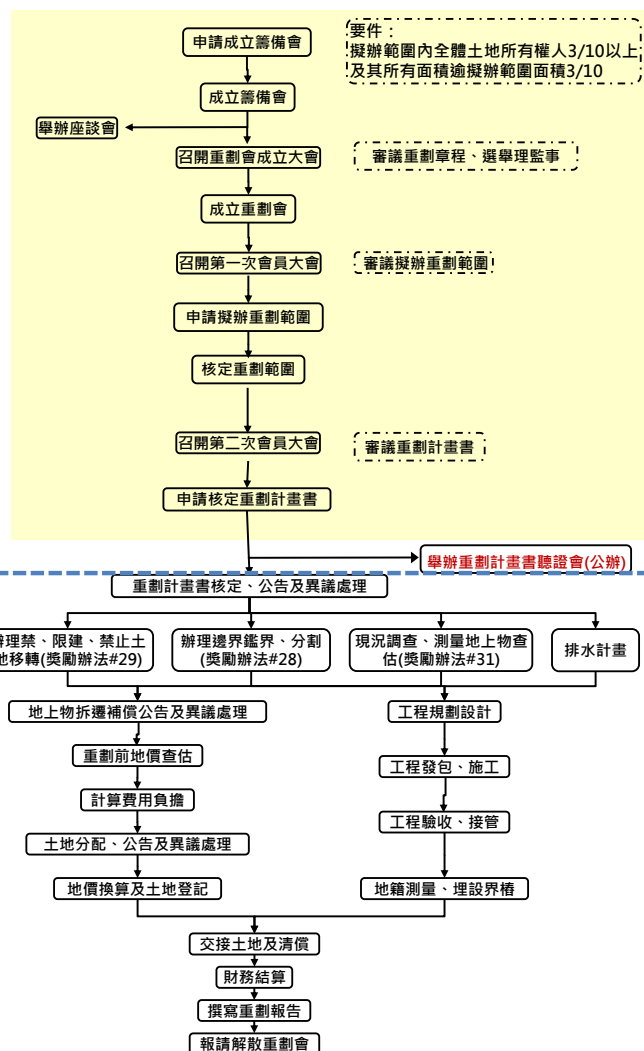 申請成立籌備會
要件：
擬辦範圍內全體土地所有權人3/10以上
及其所有面積逾擬辦範圍面積3/10
成立籌備會
舉辦座談會
召開重劃會成立大會
審議重劃章程、選舉理監事
成立重劃會
召開第一次會員大會
審議擬辦重劃範圍
申請擬辦重劃範圍
核定重劃範圍
召開第二次會員大會
審議重劃計畫書
申請核定重劃計畫書
舉辦重劃計畫書聽證會(公辦)
重劃計畫書核定、公告及異議處理
辦理禁、限建、禁止土
地移轉(獎勵辦法#29)
辦理邊界鑑界、分割
(獎勵辦法#28)
現況調查、測量地上物查
估(獎勵辦法#31)
排水計畫
地上物拆遷補償公告及異議處理
工程規劃設計
重劃前地價查估
工程發包、施工
計算費用負擔
工程驗收、接管
土地分配、公告及異議處理
地價換算及土地登記
地籍測量、埋設界樁
交接土地及清償
財務結算
撰寫重劃報告
報請解散重劃會